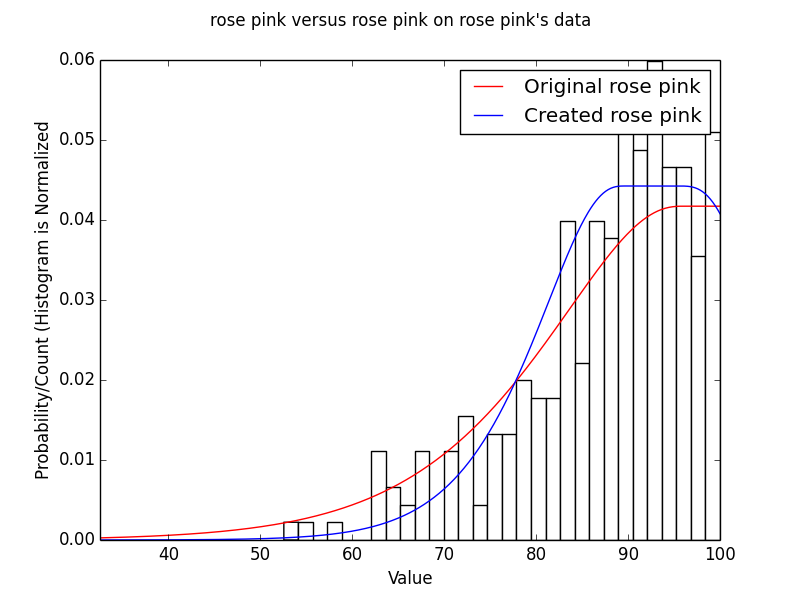 rose pink versus rose pink on rose pink's data
0.06
0.05
0.04
0.03
0.02
0.01
0.00
Probability/Count (Histogram is Normalized
Original rose pink
Created rose pink
40 50 60 70 80 90 100
Value